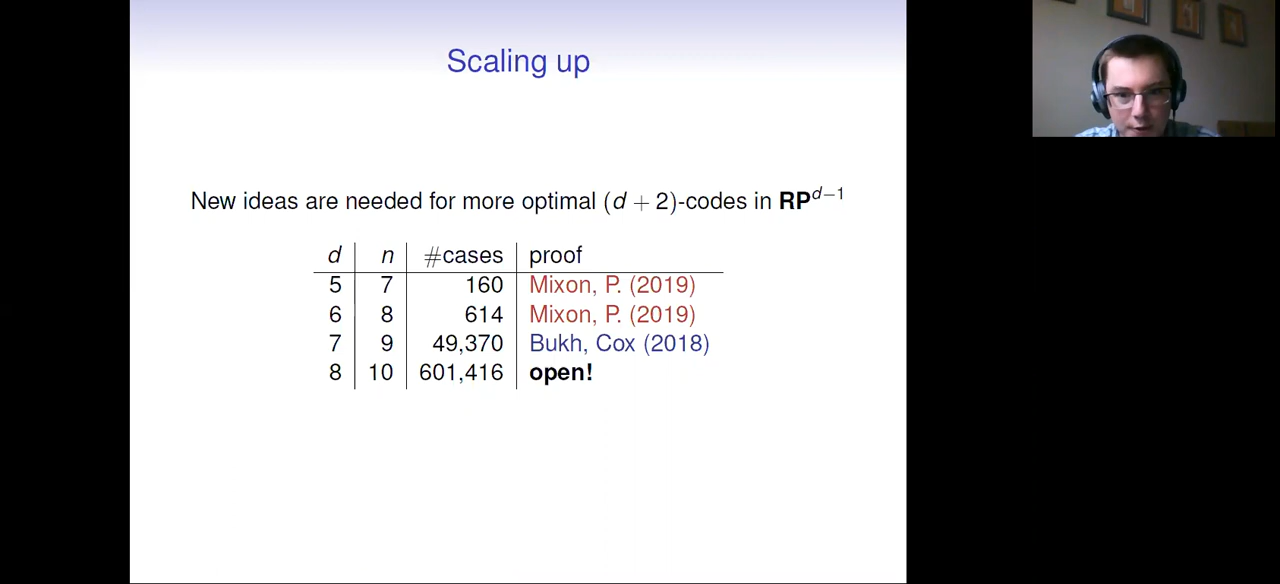 Scaling up
New ideas are needed for more optimal (d + 2)-codes in RP^{d−1}
d n #cases proof
5 7 160 Mixon, P. (2019)
6 8 614 Mixon, P. (2019)
7 9 49,370 Bukh, Cox (2018)
8 10 601,416 open!